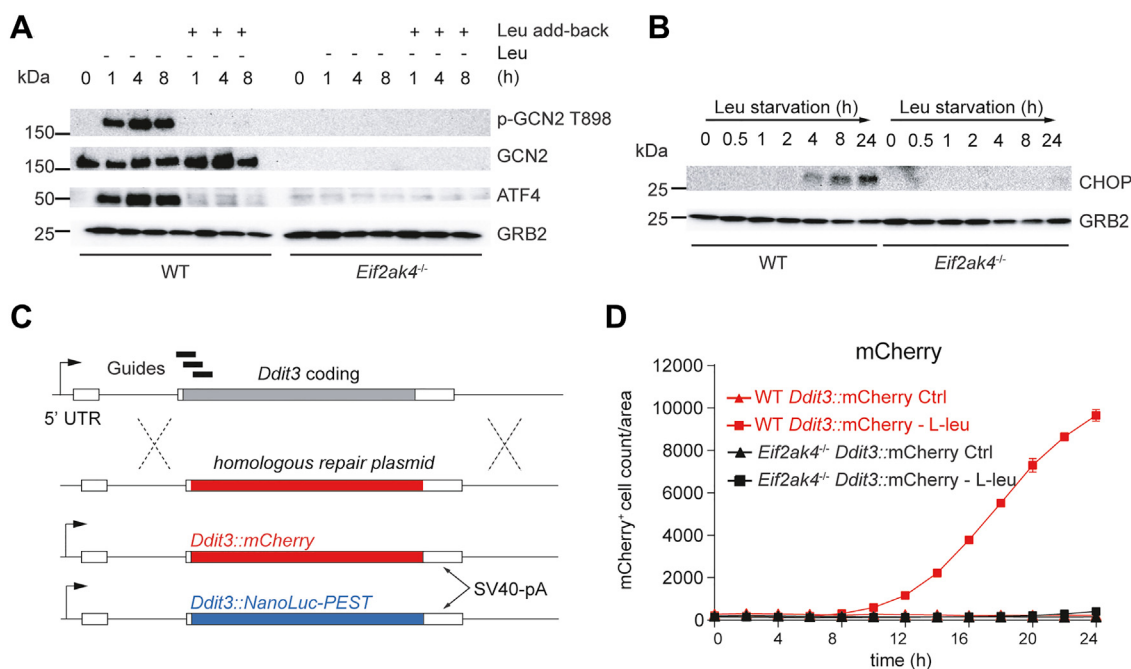 A
+ + + + + + Leu add-back
- - - - - - - - - - - - Leu
kDa 0 1 4 8 1 4 8 0 1 4 8 1 4 8 (h)
150 p-GCN2 T898
150 GCN2
50 ATF4
25 GRB2
WT Eif2ak4-/-
B
Leu starvation (h) Leu starvation (h)
0 0.5 1 2 4 8 24 0 0.5 1 2 4 8 24
kDa
25 CHOP
25 GRB2
WT Eif2ak4-/-
C
Guides Ddit3 coding
5' UTR
homologous repair plasmid
Ddit3::mCherry
SV40-pA
Ddit3::NanoLuc-PEST
D
mCherry
12000
10000
8000
6000
4000
2000
0
mCherry+ cell count/area
WT Ddit3::mCherry Ctrl
WT Ddit3::mCherry - L-leu
Eif2ak4-/- Ddit3::mCherry Ctrl
Eif2ak4-/- Ddit3::mCherry - L-leu
0 4 8 12 16 20 24
time (h)